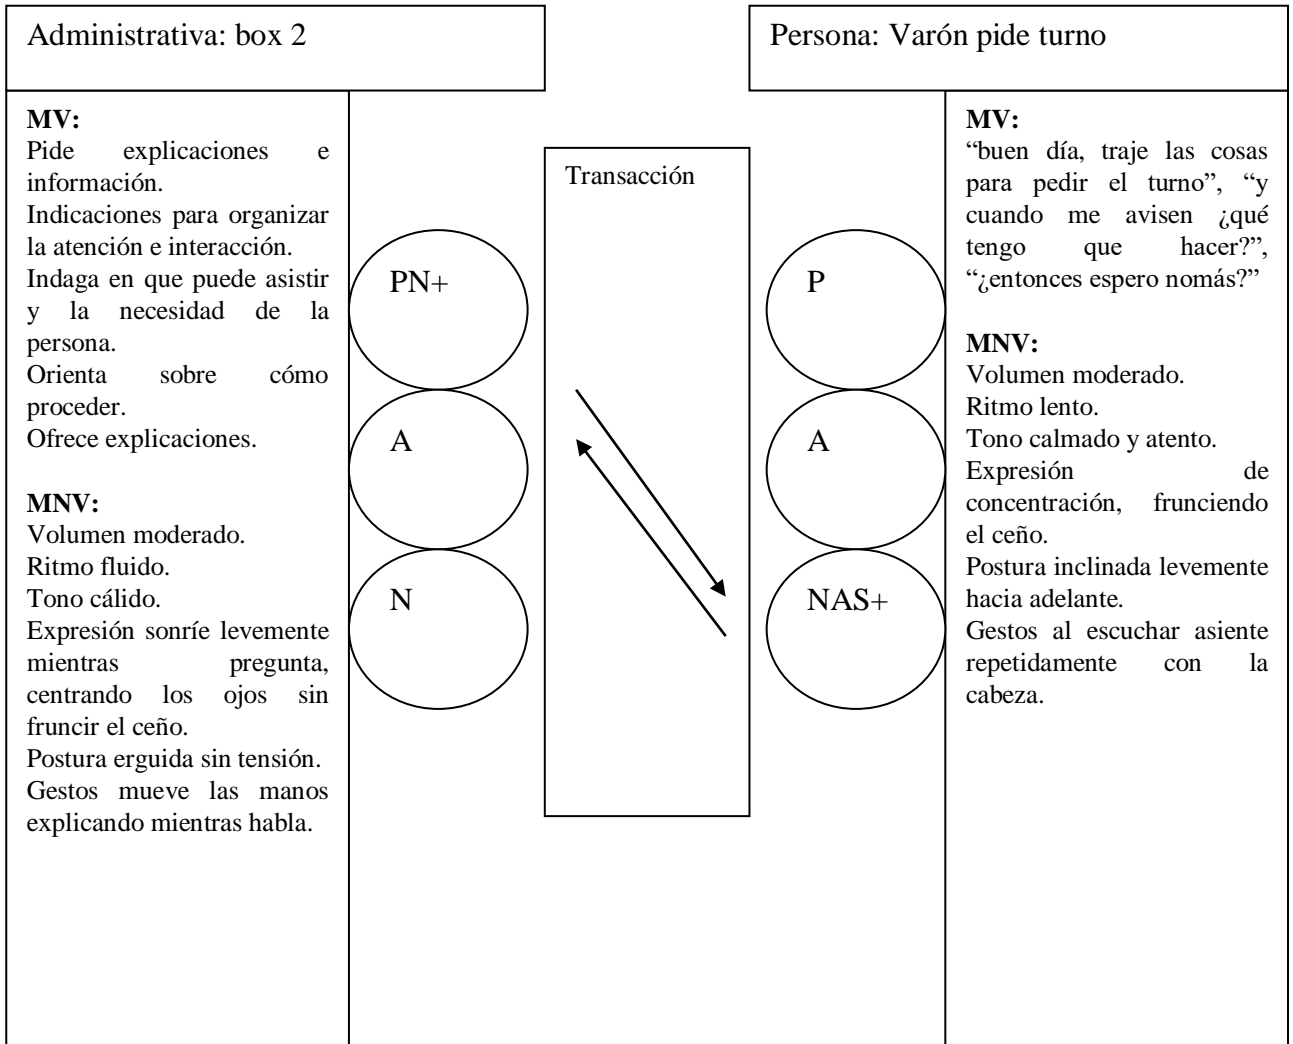 Administrativa: box 2
MV:
Pide explicaciones e
información.
Indicaciones para organizar
la atención e interacción.
Indaga en que puede asistir
y la necesidad de la
persona.
Orienta sobre cómo
proceder.
Ofrece explicaciones.
MNV:
Volumen moderado.
Ritmo fluido.
Tono cálido.
Expresión sonríe levemente
mientras pregunta,
centrando los ojos sin
fruncir el ceño.
Postura erguida sin tensión.
Gestos mueve las manos
explicando mientras habla.
PN+
A
N
Transacción
Persona: Varón pide turno
P
A
NAS+
MV:
“buen día, traje las cosas
para pedir el turno”, “y
cuando me avisen ¿qué
tengo que hacer?”,
“¿entonces espero nomás?”
MNV:
Volumen moderado.
Ritmo lento.
Tono calmado y atento.
Expresión de
concentración, frunciendo
el ceño.
Postura inclinada levemente
hacia adelante.
Gestos al escuchar asiente
repetidamente con la
cabeza.